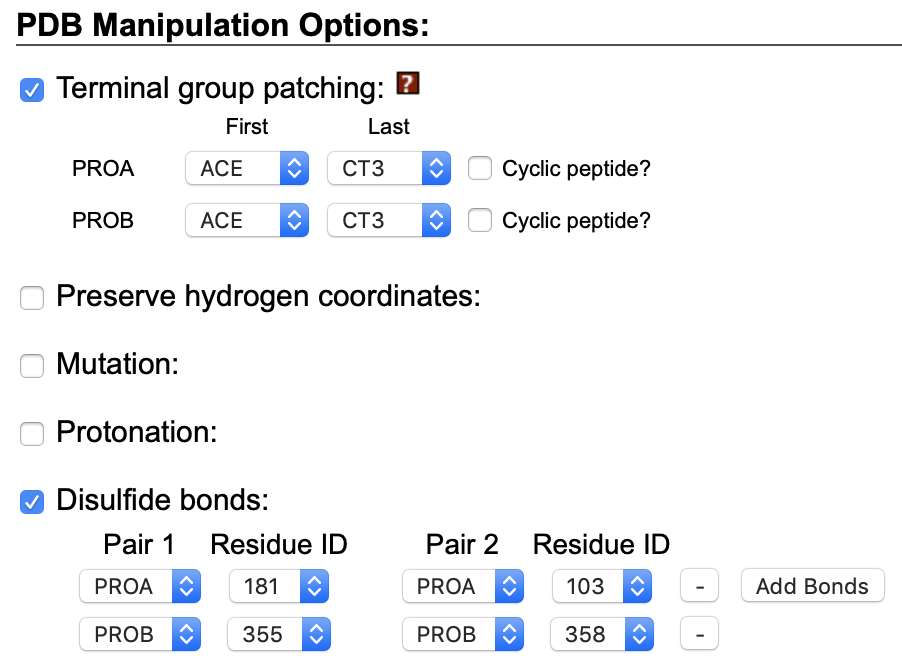 PDB Manipulation Options:
Terminal group patching: ?
First Last
PROA ACE CT3 Cyclic peptide?
PROB ACE CT3 Cyclic peptide?
Preserve hydrogen coordinates:
Mutation:
Protonation:
Disulfide bonds:
Pair 1 Residue ID Pair 2 Residue ID
PROA 181 PROA 103 - Add Bonds
PROB 355 PROB 358 -